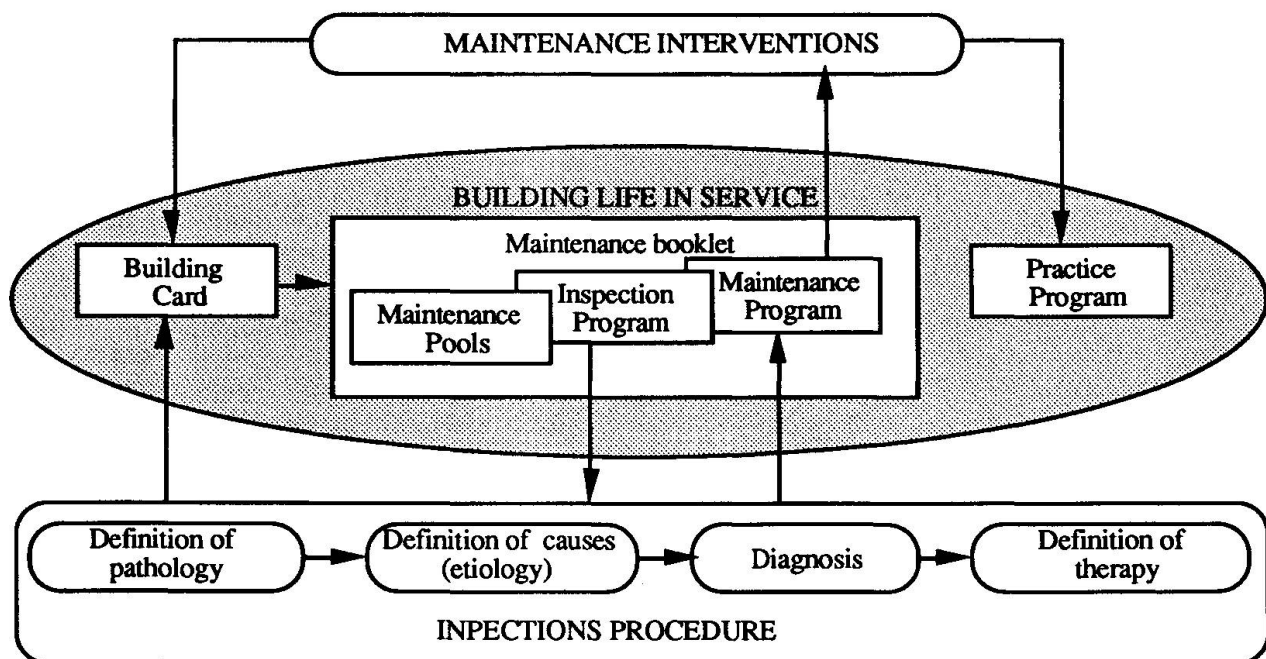 MAINTENANCE INTERVENTIONS
BUILDING LIFE IN SERVICE
Building
Card
Maintenance booklet
Maintenance
Pools
Inspection
Program
Maintenance
Program
Practice
Program
Definition of
pathology
Definition of causes
(etiology)
Diagnosis
Definition of
therapy
INPECTIONS PROCEDURE